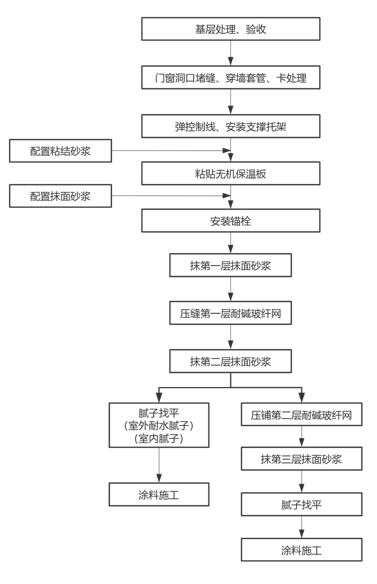 基层处理、验收
门窗洞口堵缝、穿墙套管、卡处理
弹控制线、安装支撑托架
配置粘结砂浆
粘贴无机保温板
配置抹面砂浆
安装锚栓
抹第一层抹面砂浆
压缝第一层耐碱玻纤网
抹第二层抹面砂浆
腻子找平
（室外耐水腻子）
（室内腻子）
涂料施工
压铺第二层耐碱玻纤网
抹第三层抹面砂浆
腻子找平
涂料施工